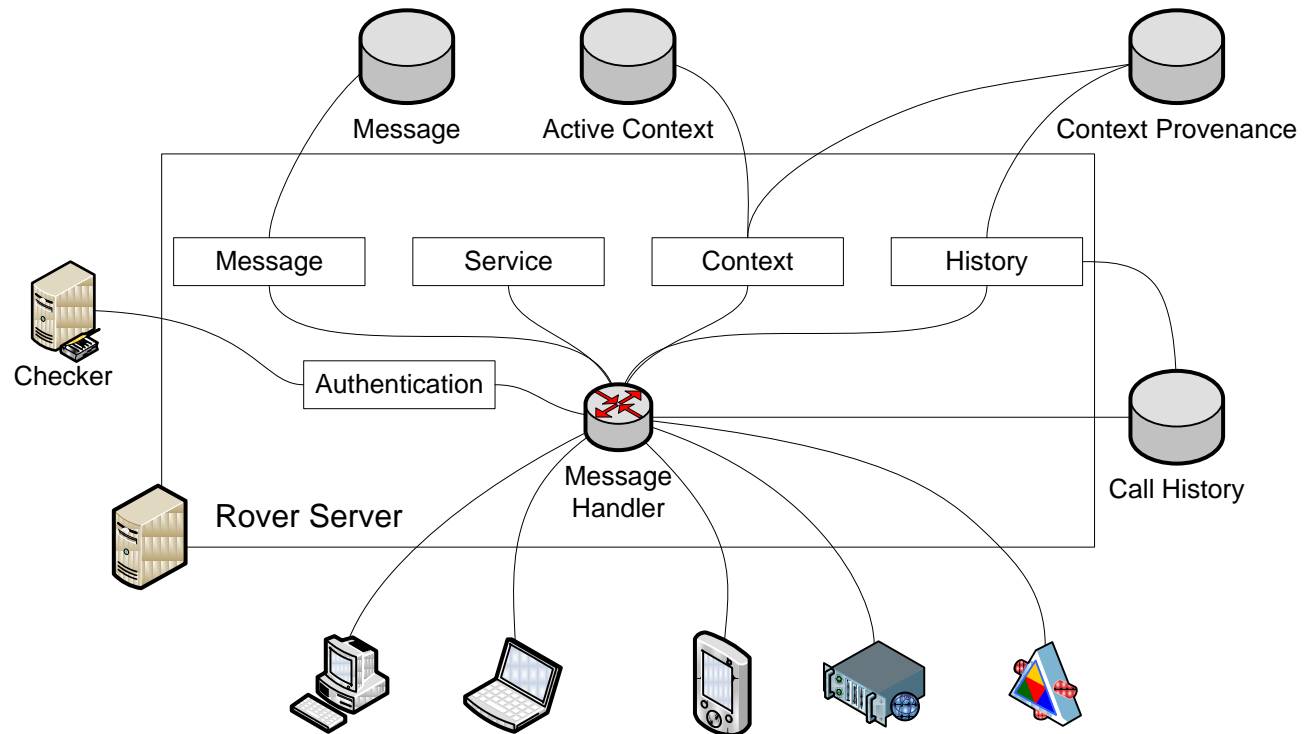 Message
Active Context
Context Provenance
Message
Service
Context
History
Checker
Authentication
Message
Handler
Call History
Rover Server